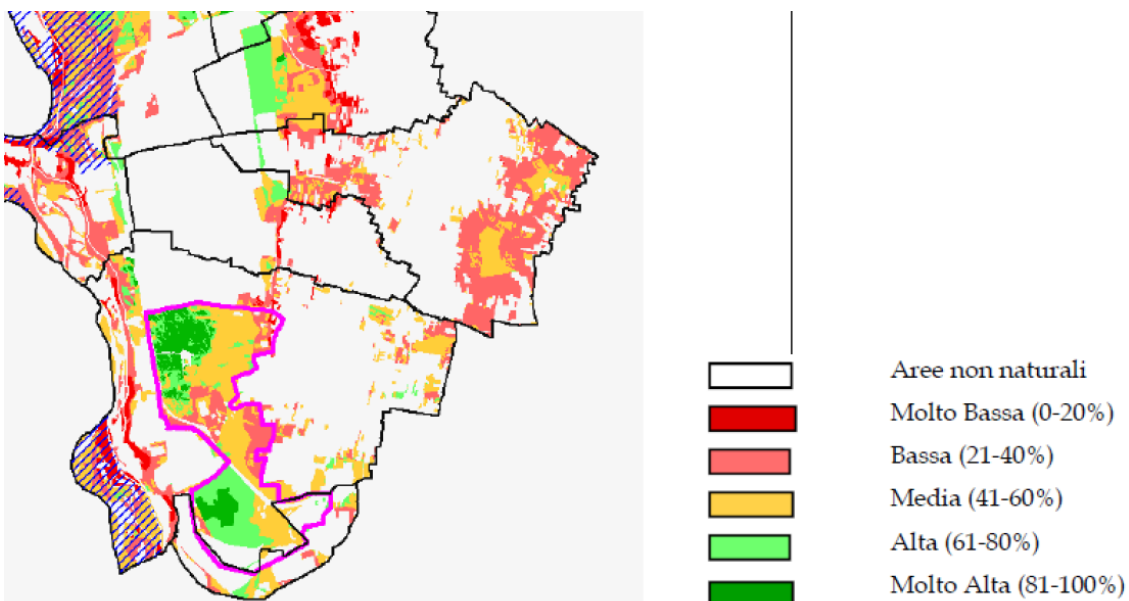 Aree non naturali
Molto Bassa (0-20%)
Bassa (21-40%)
Media (41-60%)
Alta (61-80%)
Molto Alta (81-100%)